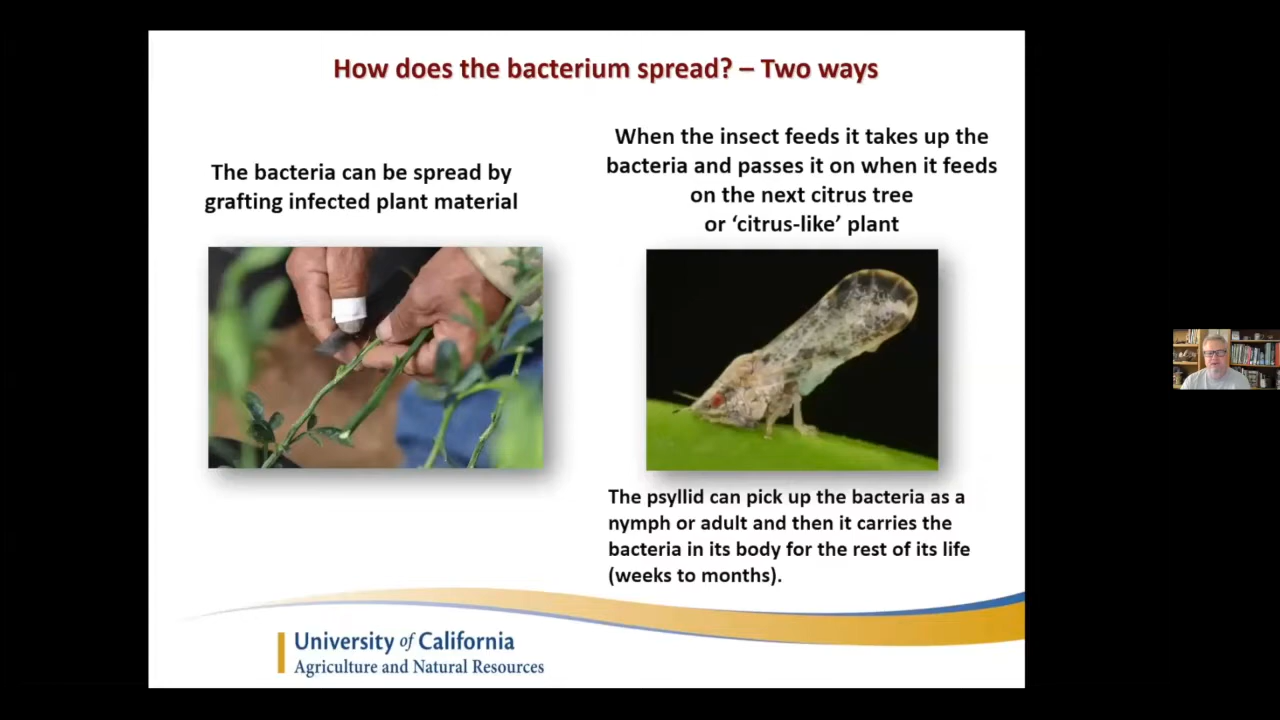 How does the bacterium spread? – Two ways
The bacteria can be spread by
grafting infected plant material
When the insect feeds it takes up the
bacteria and passes it on when it feeds
on the next citrus tree
or ‘citrus-like’ plant
The psyllid can pick up the bacteria as a
nymph or adult and then it carries the
bacteria in its body for the rest of its life
(weeks to months).
University of California
Agriculture and Natural Resources